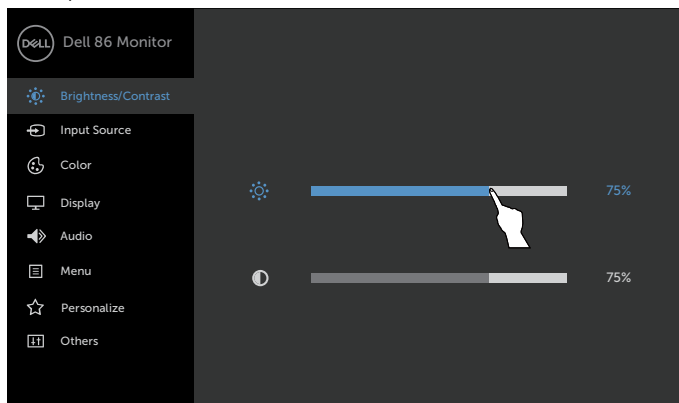 DELL
Dell 86 Monitor
Brightness/Contrast
Input Source
Color
Display
75%
Audio
Menu
75%
Personalize
Others